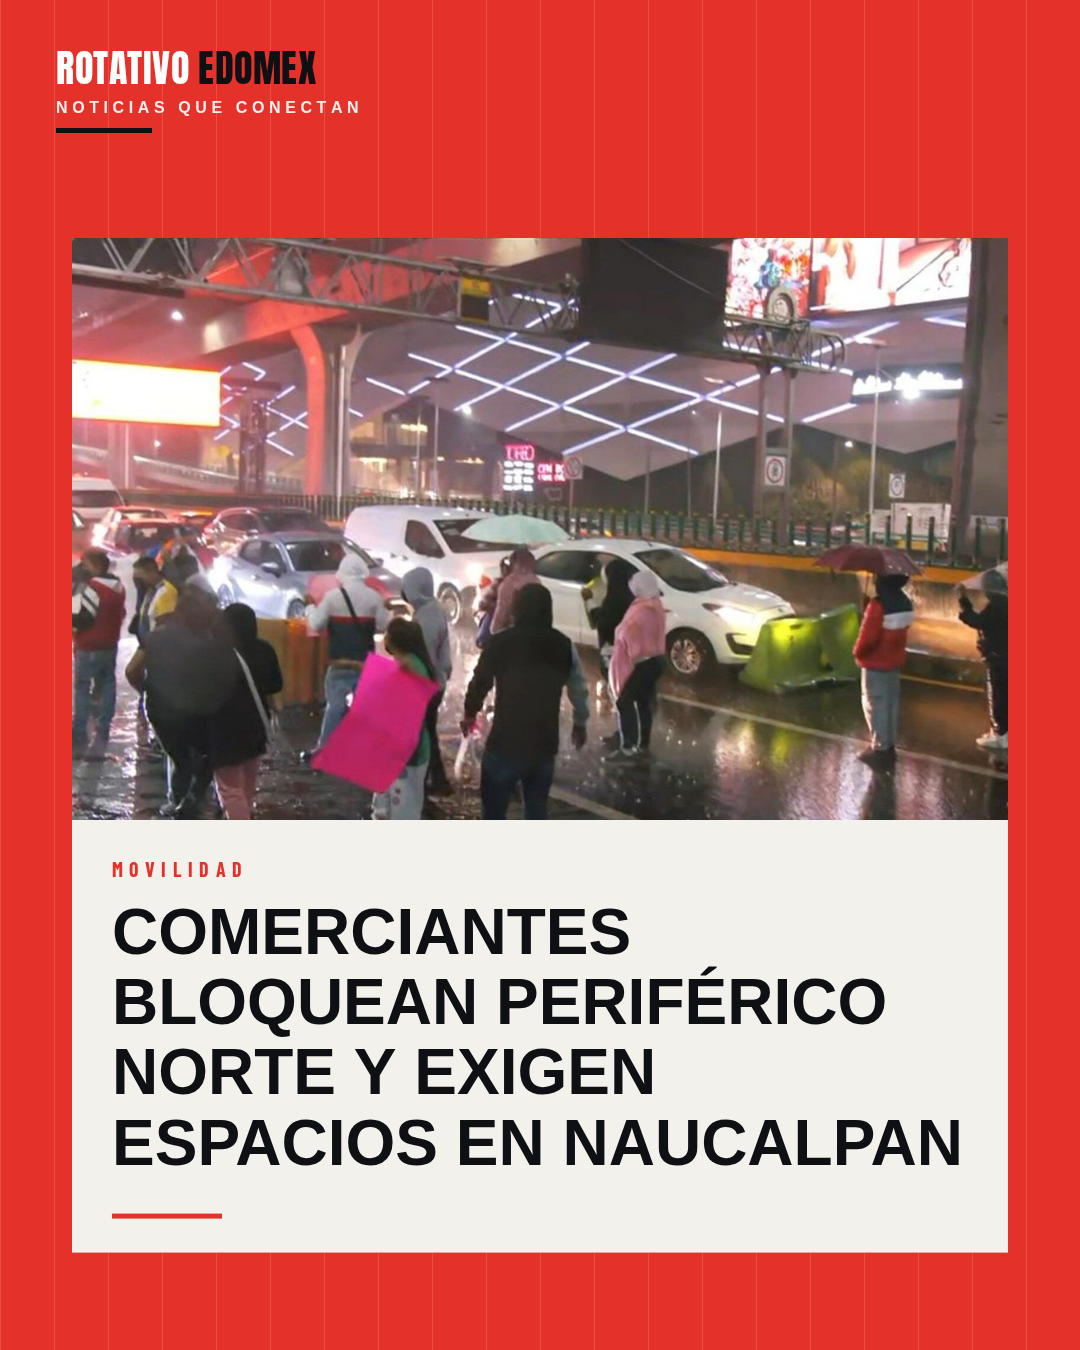 ROTATIVO EDOMEX
NOTICIAS QUE CONECTAN
MOVILIDAD
COMERCIANTES
BLOQUEAN PERIFÉRICO
NORTE Y EXIGEN
ESPACIOS EN NAUCALPAN